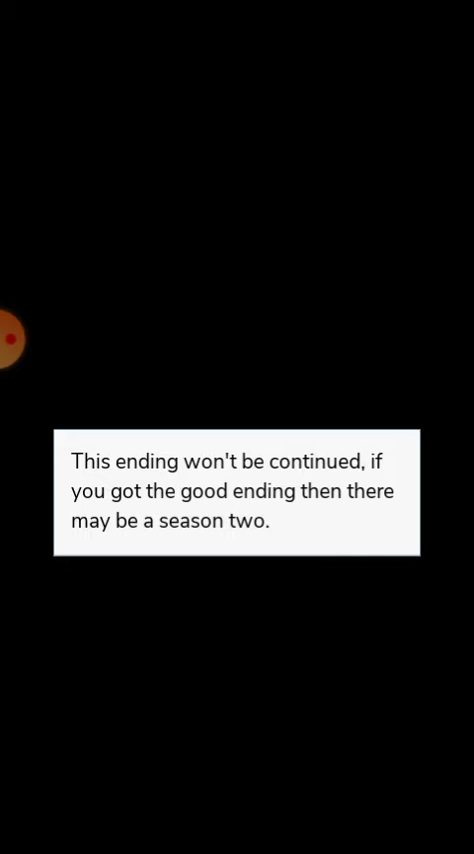 This ending won't be continued, if
you got the good ending then there
may be a season two.